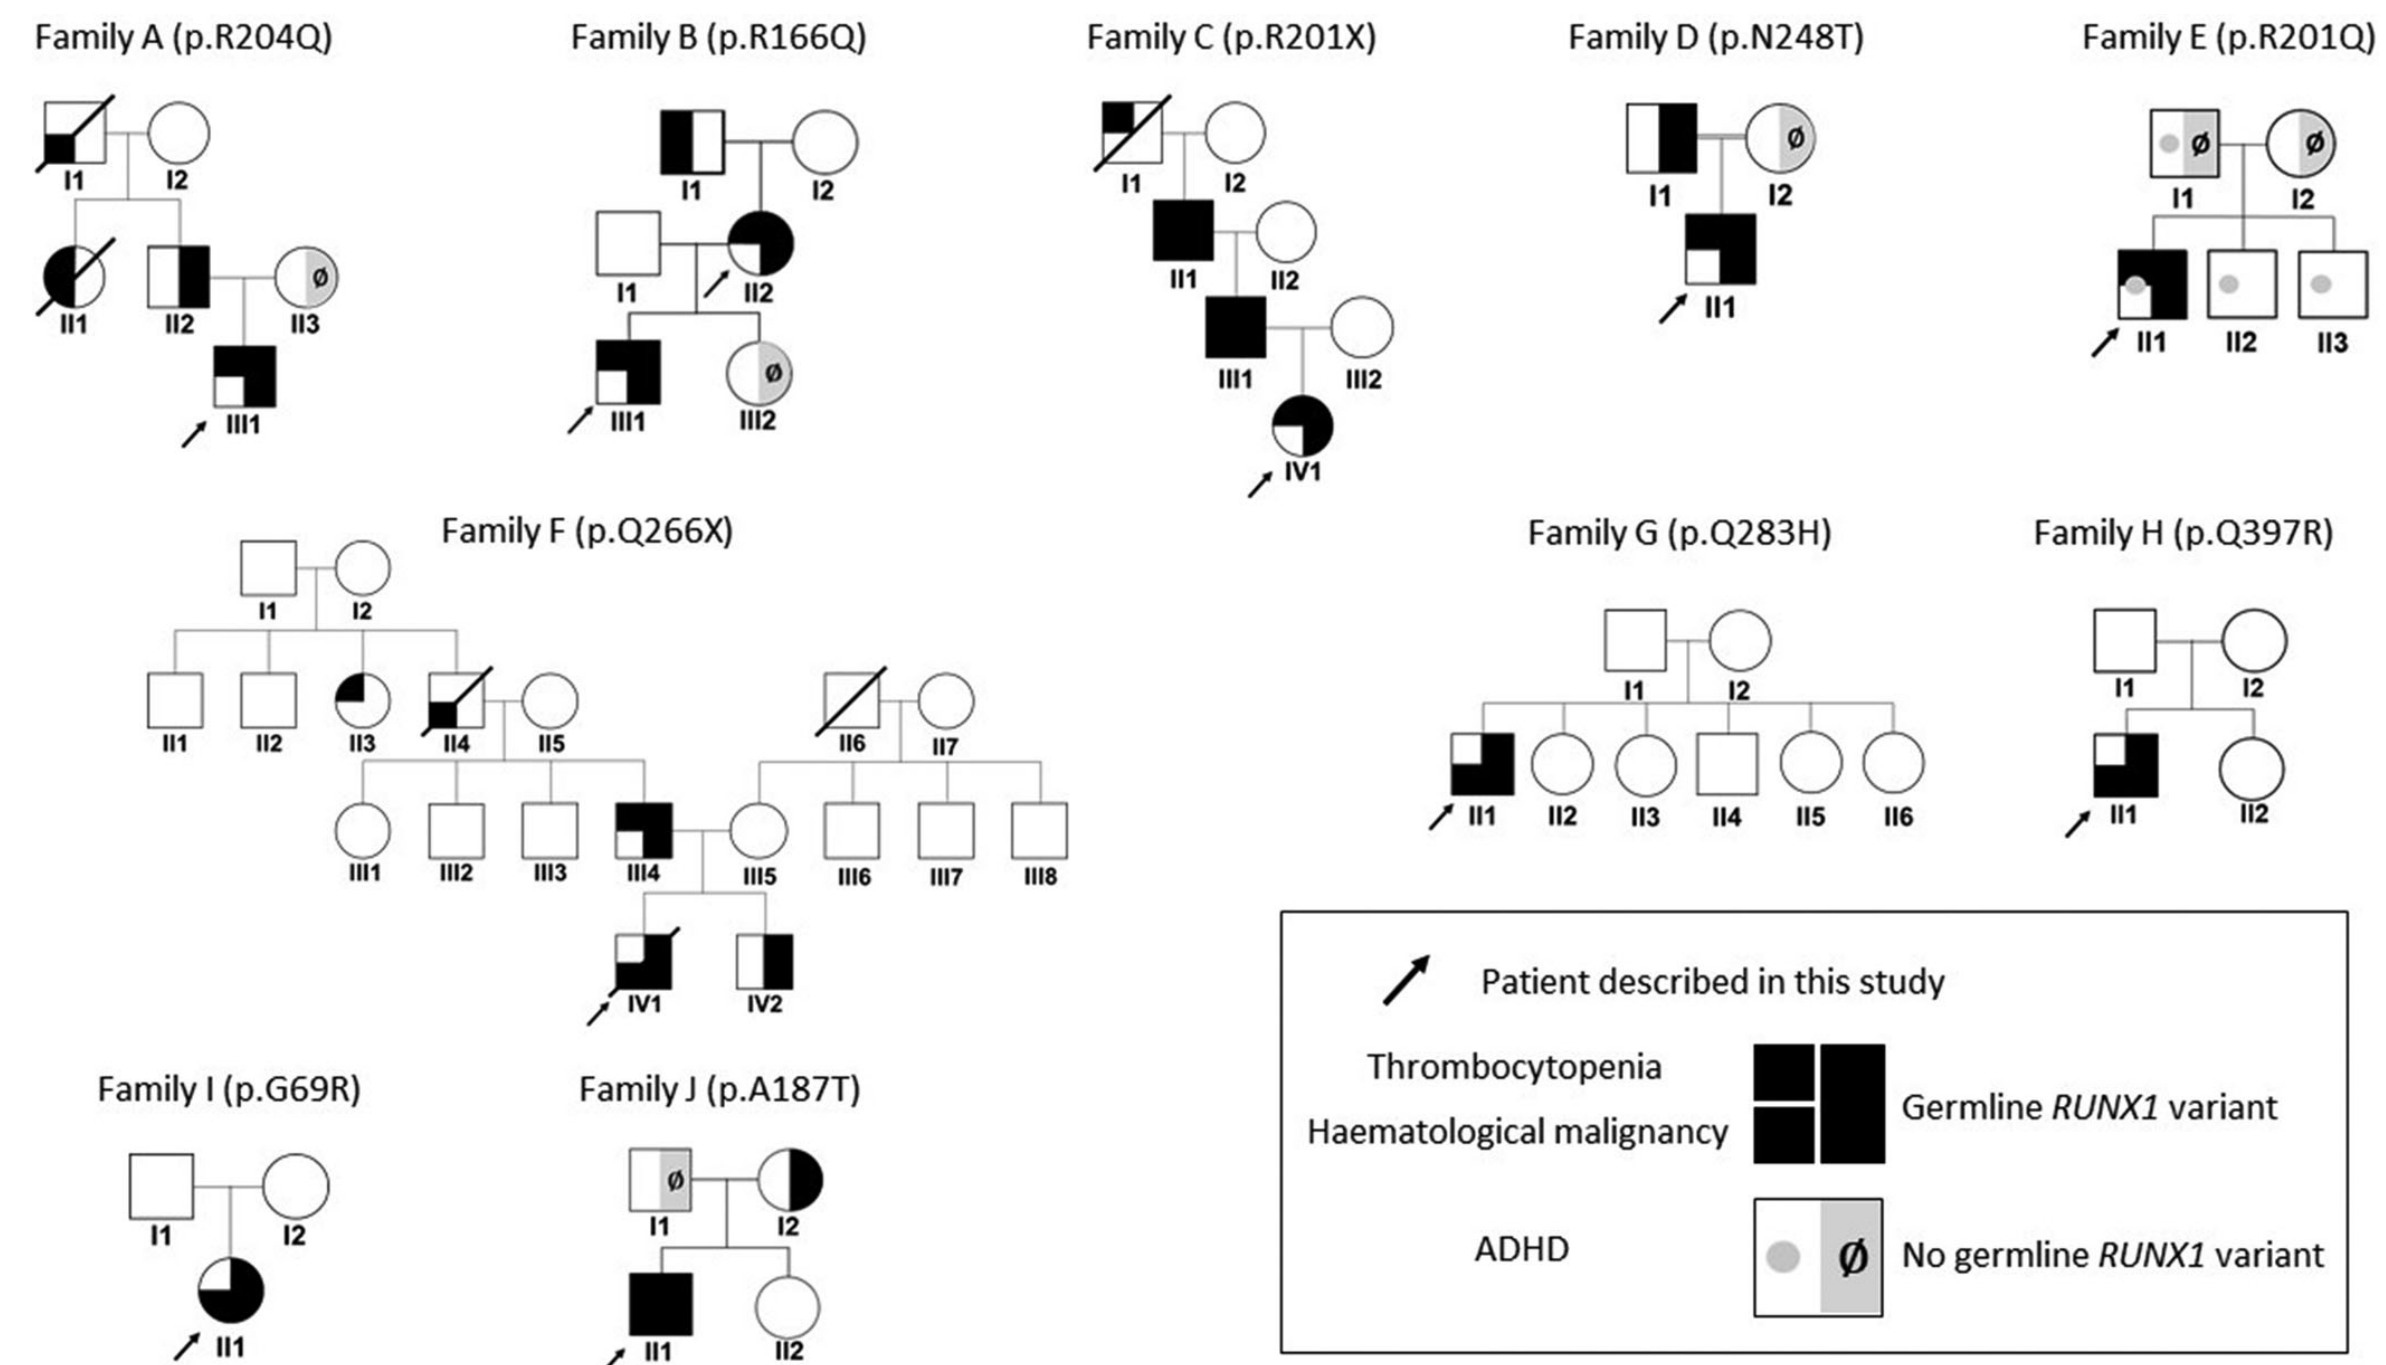 Family A (p.R204Q)
I1
I2
II1
II2
Ø
II3
III1
Family B (p.R166Q)
I1
I2
I1
II2
III1
Ø
III2
Family C (p.R201X)
I1
I2
II1
II2
III1
III2
IV1
Family D (p.N248T)
Ø
I1
I2
II1
Family E (p.R201Q)
Ø
Ø
I1
I2
II1
II2
II3
Family F (p.Q266X)
I1
I2
II1
II2
II3
II4
II5
II6
II7
III1
III2
III3
III4
III5
III6
III7
III8
IV1
IV2
Family G (p.Q283H)
I1
I2
II1
II2
II3
II4
II5
II6
Family H (p.Q397R)
I1
I2
II1
II2
Family I (p.G69R)
I1
I2
II1
Family J (p.A187T)
Ø
I1
I2
II1
II2
Patient described in this study
Thrombocytopenia
Haematological malignancy
Germline RUNX1 variant
ADHD
Ø
No germline RUNX1 variant